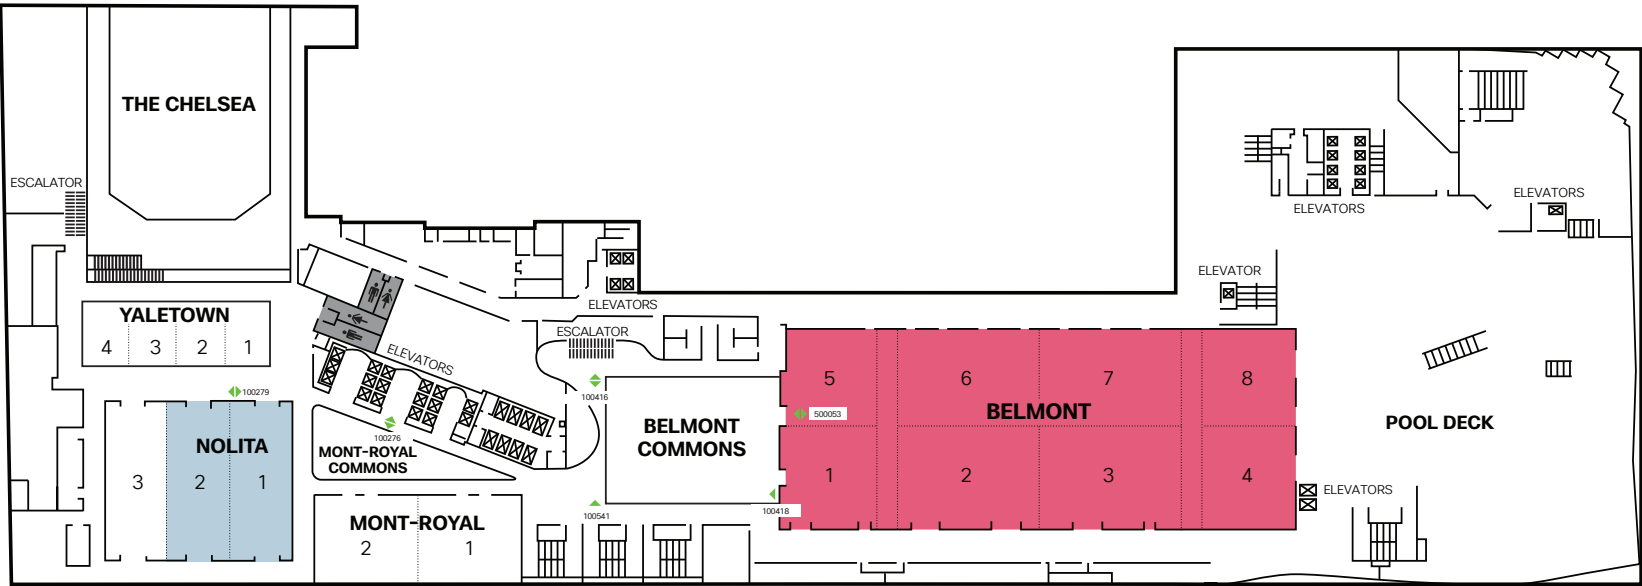 THE CHELSEA
ESCALATOR
ELEVATORS
ELEVATORS
ELEVATOR
ELEVATORS
YALETOWN
4 3 2 1
ESCALATOR
ELEVATORS
100279
100416
100276
500053
5 6 7 8
BELMONT
BELMONT
COMMONS
POOL DECK
NOLITA
3 2 1
MONT-ROYAL
COMMONS
1 2 3 4
ELEVATORS
100418
100541
MONT-ROYAL
2 1